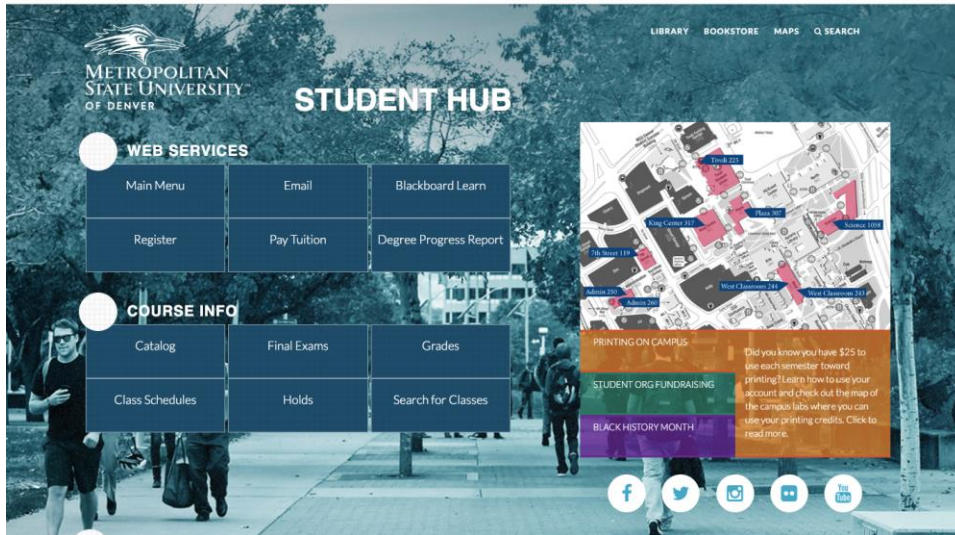 METROPOLITAN
STATE UNIVERSITY
OF DENVER
LIBRARY BOOKSTORE MAPS SEARCH
STUDENT HUB
WEB SERVICES
Main Menu
Email
Blackboard Learn
Register
Pay Tuition
Degree Progress Report
COURSE INFO
Catalog
Final Exams
Grades
Class Schedules
Holds
Search for Classes
Tivoli 225
King Center 317
Plaza 307
Science 1058
7th Street 119
Admin 250
Admin 260
West Classroom 244
West Classroom 243
PRINTING ON CAMPUS
STUDENT ORG FUNDRAISING
BLACK HISTORY MONTH
Did you know you have $25 to
use each semester toward
printing? Learn how to use your
account and check out the map of
the campus labs where you can
use your printing credits. Click to
read more.
You
Tube